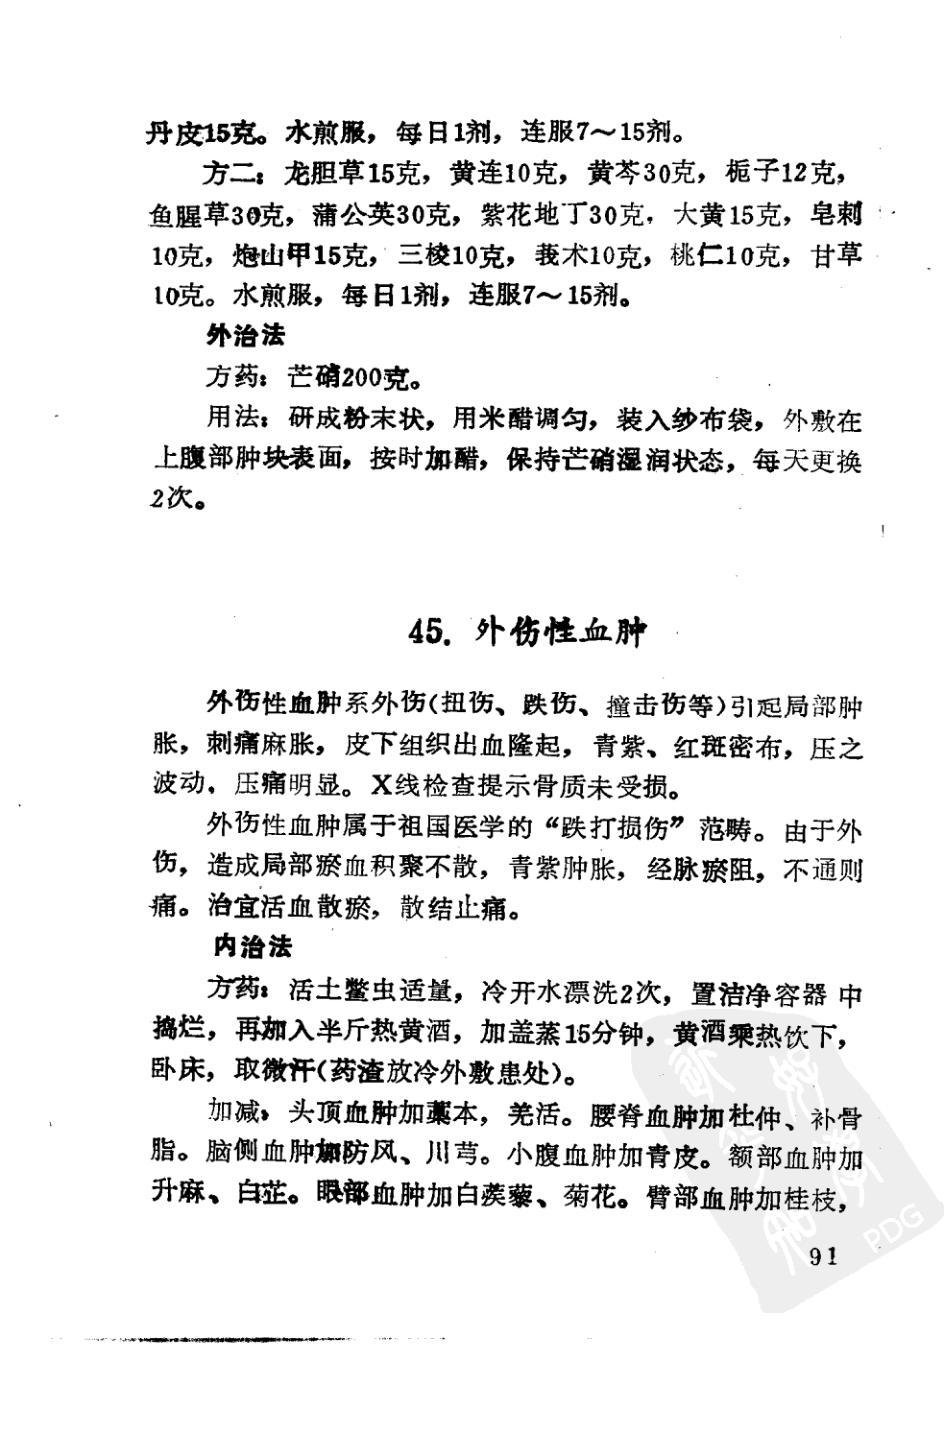 丹皮15克。水煎服，每日1剂，连服7～15剂。
方二：龙胆草15克，黄连10克，黄芩30克，栀子12克，
鱼腥草30克，蒲公英30克，紫花地丁30克，大黄15克，皂刺
10克，炮山甲15克，三棱10克，莪术10克，桃仁10克，甘草
10克。水煎服，每日1剂，连服7～15剂。
外治法
方药：芒硝200克。
用法：研成粉末状，用米醋调匀，装入纱布袋，外敷在
上腹部肿块表面，按时加醋，保持芒硝湿润状态，每天更换
2次。
45. 外伤性血肿
外伤性血肿系外伤(扭伤、跌伤、撞击伤等)引起局部肿
胀，刺痛麻胀，皮下组织出血隆起，青紫、红斑密布，压之
波动，压痛明显。X线检查提示骨质未受损。
外伤性血肿属于祖国医学的“跌打损伤”范畴。由于外
伤，造成局部瘀血积聚不散，青紫肿胀，经脉瘀阻，不通则
痛。治宜活血散瘀，散结止痛。
内治法
方药：活土鳖虫适量，冷开水漂洗2次，置洁净容器中
捣烂，再加入半斤热黄酒，加盖蒸15分钟，黄酒乘热饮下，
卧床，取微汗(药渣放冷外敷患处)。
加减：头顶血肿加藁本，羌活。腰脊血肿加杜仲、补骨
脂。脑侧血肿加防风、川芎。小腹血肿加青皮。额部血肿加
升麻、白芷。眼部血肿加白蒺藜、菊花。臂部血肿加桂枝，
91
PDG